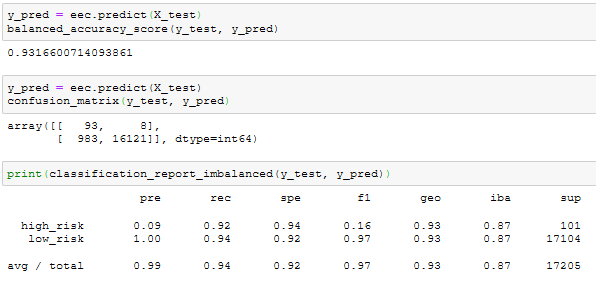 y_pred = eec.predict(X_test)
balanced_accuracy_score(y_test, y_pred)
0.9316600714093861
y_pred = eec.predict(X_test)
confusion_matrix(y_test, y_pred)
array([[   93,     8],
       [  983, 16121]], dtype=int64)
print(classification_report_imbalanced(y_test, y_pred))
pre rec spe f1 geo iba sup
high_risk 0.09 0.92 0.94 0.16 0.93 0.87 101
low_risk 1.00 0.94 0.92 0.97 0.93 0.87 17104
avg / total 0.99 0.94 0.92 0.97 0.93 0.87 17205